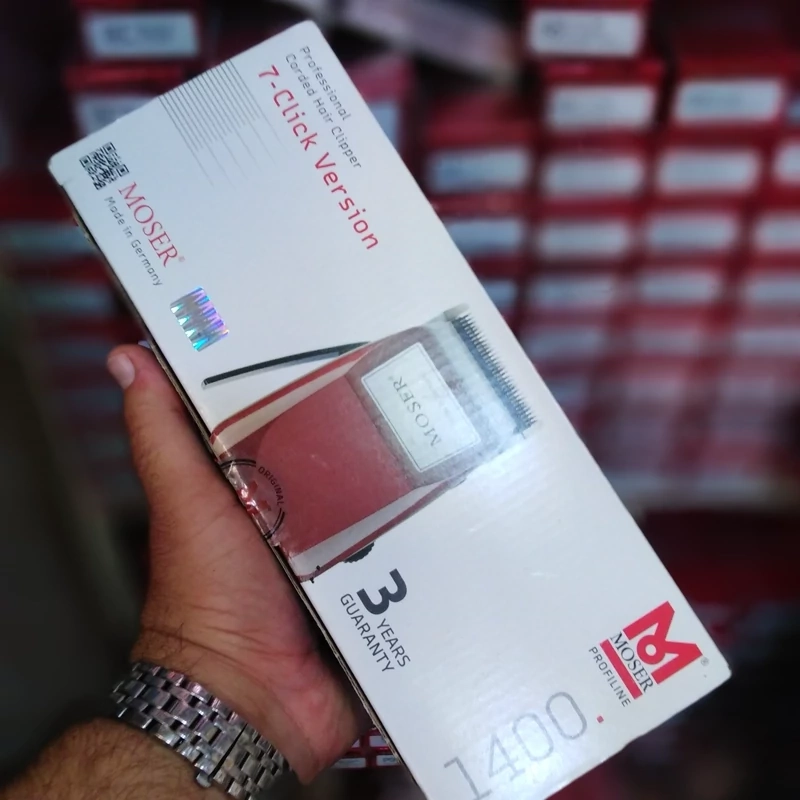 Professional
Corded Hair Clipper
7-Click Version
MOSER®
Made in Germany
MOSER®
ORIGINAL
3
YEARS
GUARANTY
MOSER®
PROFILINE
1400.